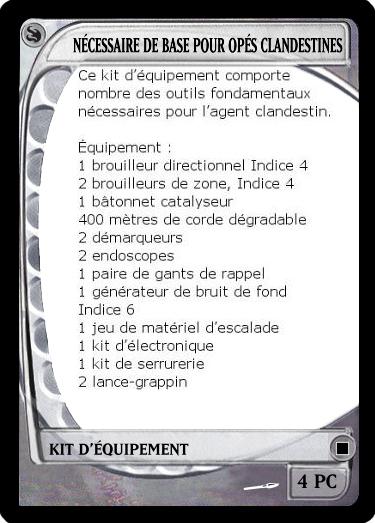 NÉCESSAIRE DE BASE POUR OPÉS CLANDESTINES
Ce kit d'équipement comporte
nombre des outils fondamentaux
nécessaires pour l'agent clandestin.
Équipement :
1 brouilleur directionnel Indice 4
2 brouilleurs de zone, Indice 4
1 bâtonnet catalyseur
400 mètres de corde dégradable
2 démarqueurs
2 endoscopes
1 paire de gants de rappel
1 générateur de bruit de fond
Indice 6
1 jeu de matériel d'escalade
1 kit d'électronique
1 kit de serrurerie
2 lance-grappin
KIT D'ÉQUIPEMENT
4 PC